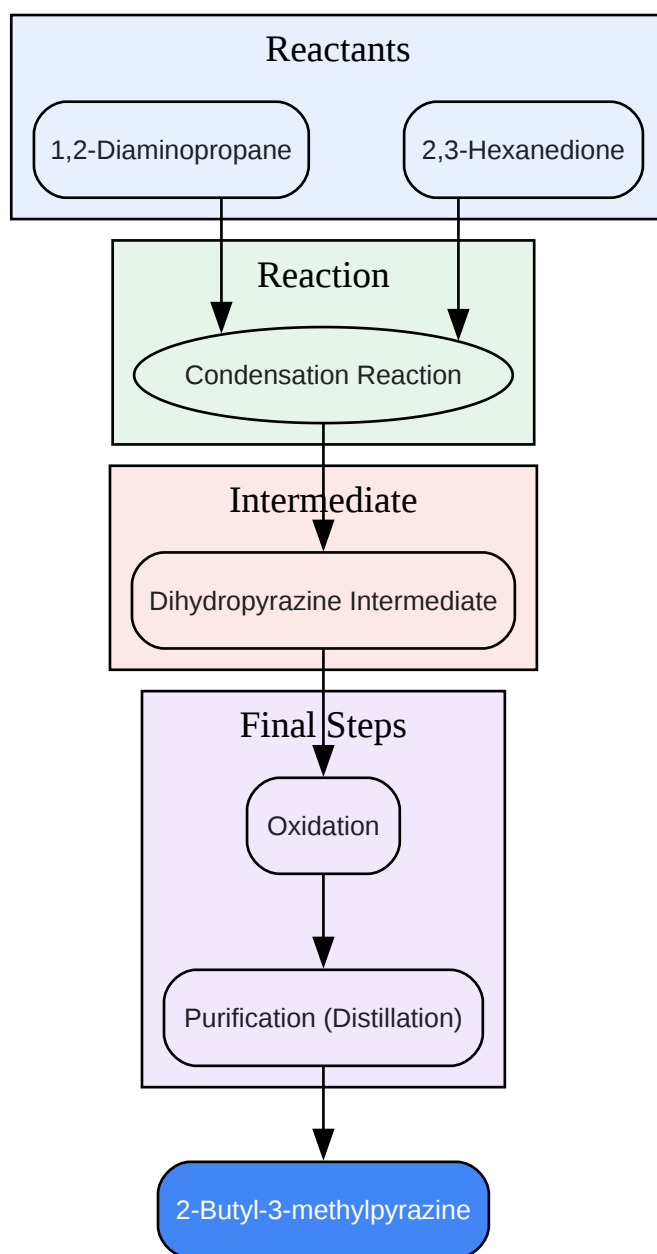 Reactants
1,2-Diaminopropane
2,3-Hexanedione
Reaction
Condensation Reaction
Intermediate
Dihydropyrazine Intermediate
Final Steps
Oxidation
Purification (Distillation)
2-Butyl-3-methylpyrazine